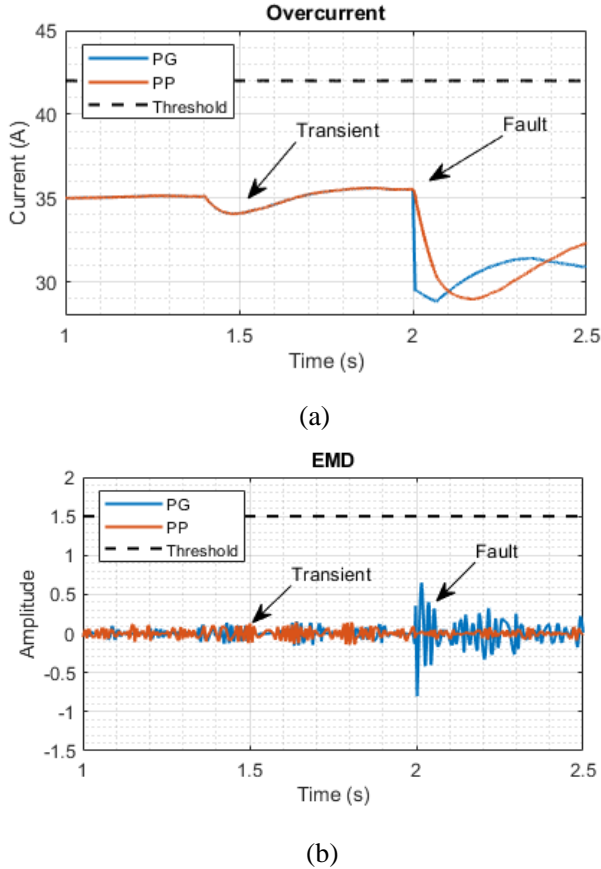 Overcurrent
45
40
35
30
Current (A)
PG
PP
Threshold
Transient
Fault
1
1.5
2
2.5
Time (s)
(a)
EMD
2
1.5
1
0.5
0
-0.5
-1
-1.5
Amplitude
PG
PP
Threshold
Transient
Fault
1
1.5
2
2.5
Time (s)
(b)